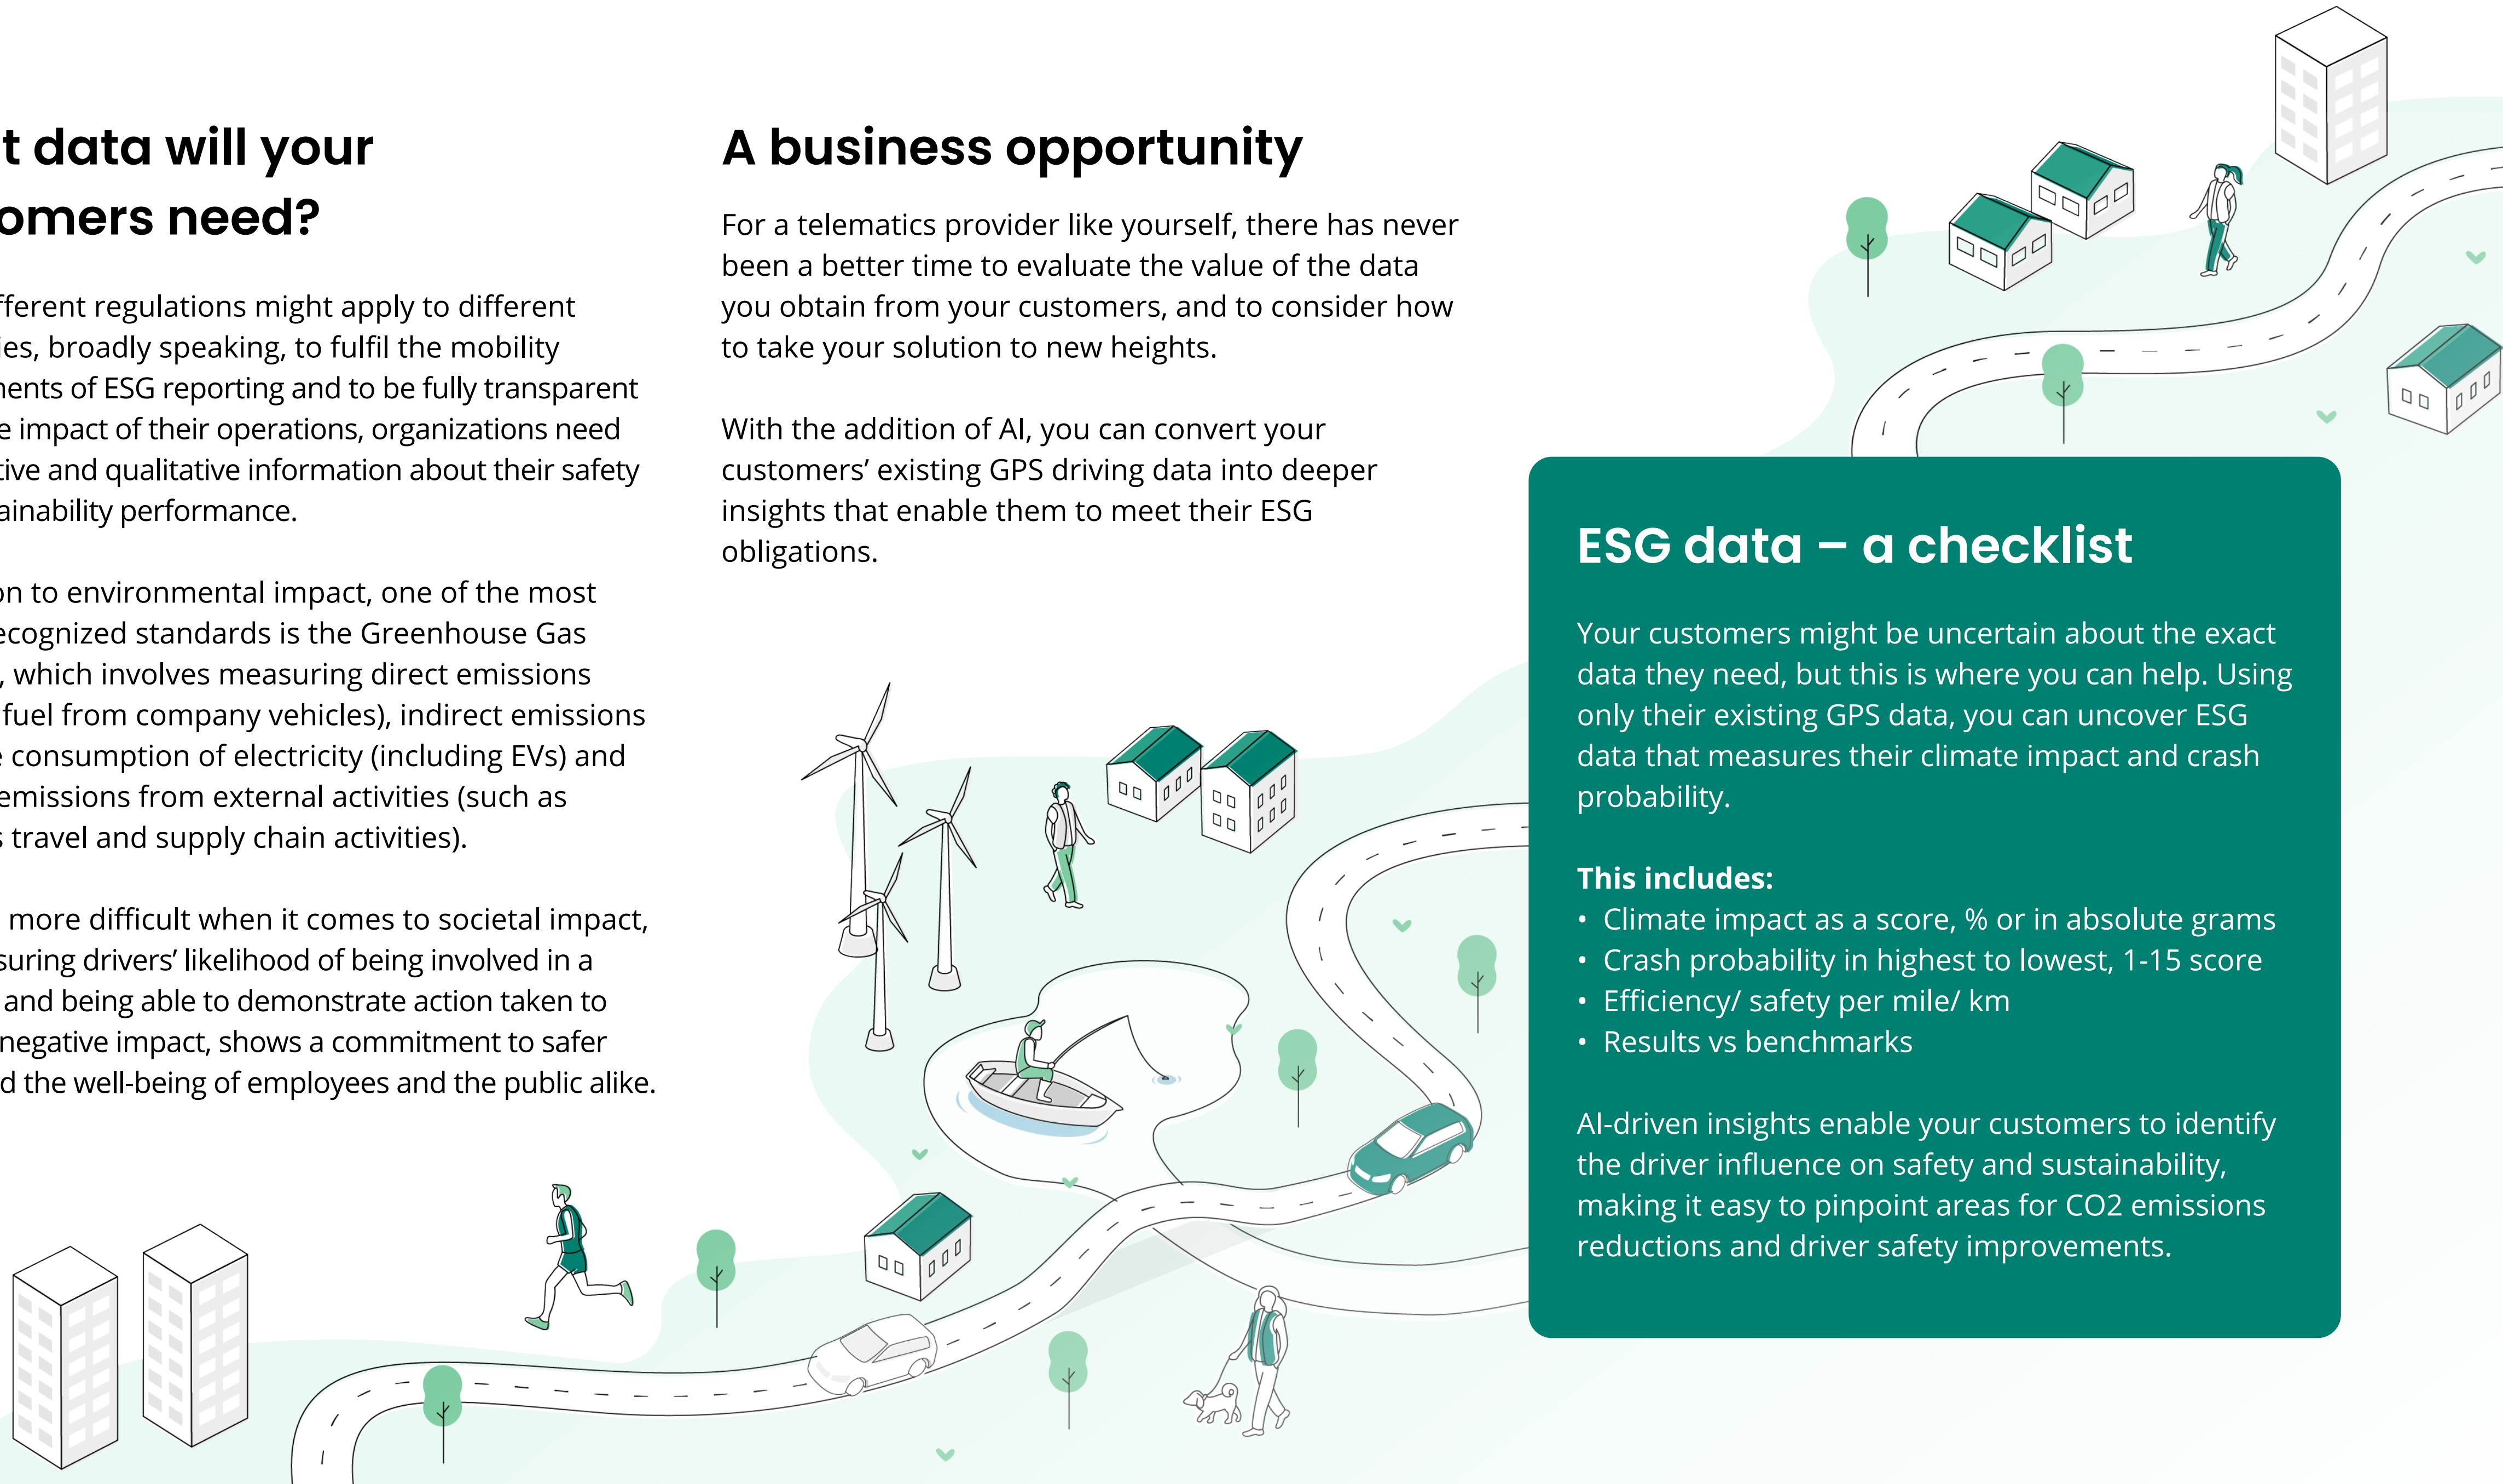 t data will your
omers need?
fferent regulations might apply to different
ies, broadly speaking, to fulfil the mobility
nents of ESG reporting and to be fully transparent
e impact of their operations, organizations need
tive and qualitative information about their safety
ainability performance.
on to environmental impact, one of the most
ecognized standards is the Greenhouse Gas
, which involves measuring direct emissions
fuel from company vehicles), indirect emissions
e consumption of electricity (including EVs) and
emissions from external activities (such as
s travel and supply chain activities).
more difficult when it comes to societal impact,
suring drivers’ likelihood of being involved in a
and being able to demonstrate action taken to
negative impact, shows a commitment to safer
d the well-being of employees and the public alike.
A business opportunity
For a telematics provider like yourself, there has never
been a better time to evaluate the value of the data
you obtain from your customers, and to consider how
to take your solution to new heights.
With the addition of AI, you can convert your
customers’ existing GPS driving data into deeper
insights that enable them to meet their ESG
obligations.
ESG data – a checklist
Your customers might be uncertain about the exact
data they need, but this is where you can help. Using
only their existing GPS data, you can uncover ESG
data that measures their climate impact and crash
probability.
This includes:
• Climate impact as a score, % or in absolute grams
• Crash probability in highest to lowest, 1-15 score
• Efficiency/ safety per mile/ km
• Results vs benchmarks
AI-driven insights enable your customers to identify
the driver influence on safety and sustainability,
making it easy to pinpoint areas for CO2 emissions
reductions and driver safety improvements.